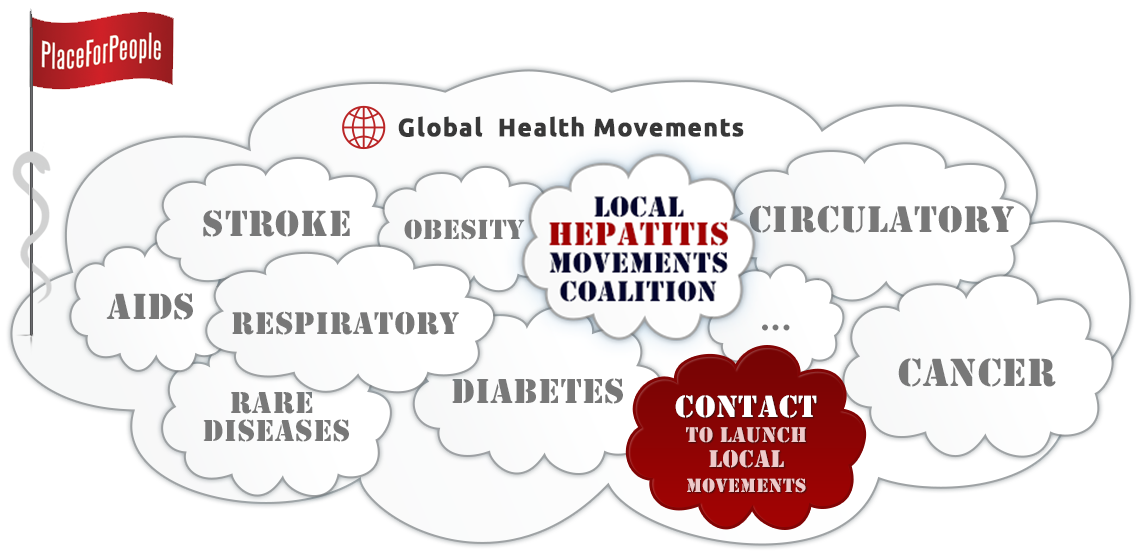 PlaceForPeople
Global Health Movements
STROKE
OBESITY
LOCAL
HEPATITIS
MOVEMENTS
COALITION
CIRCULATORY
AIDS
RESPIRATORY
...
RARE
DISEASES
DIABETES
CANCER
CONTACT
TO LAUNCH
LOCAL
MOVEMENTS